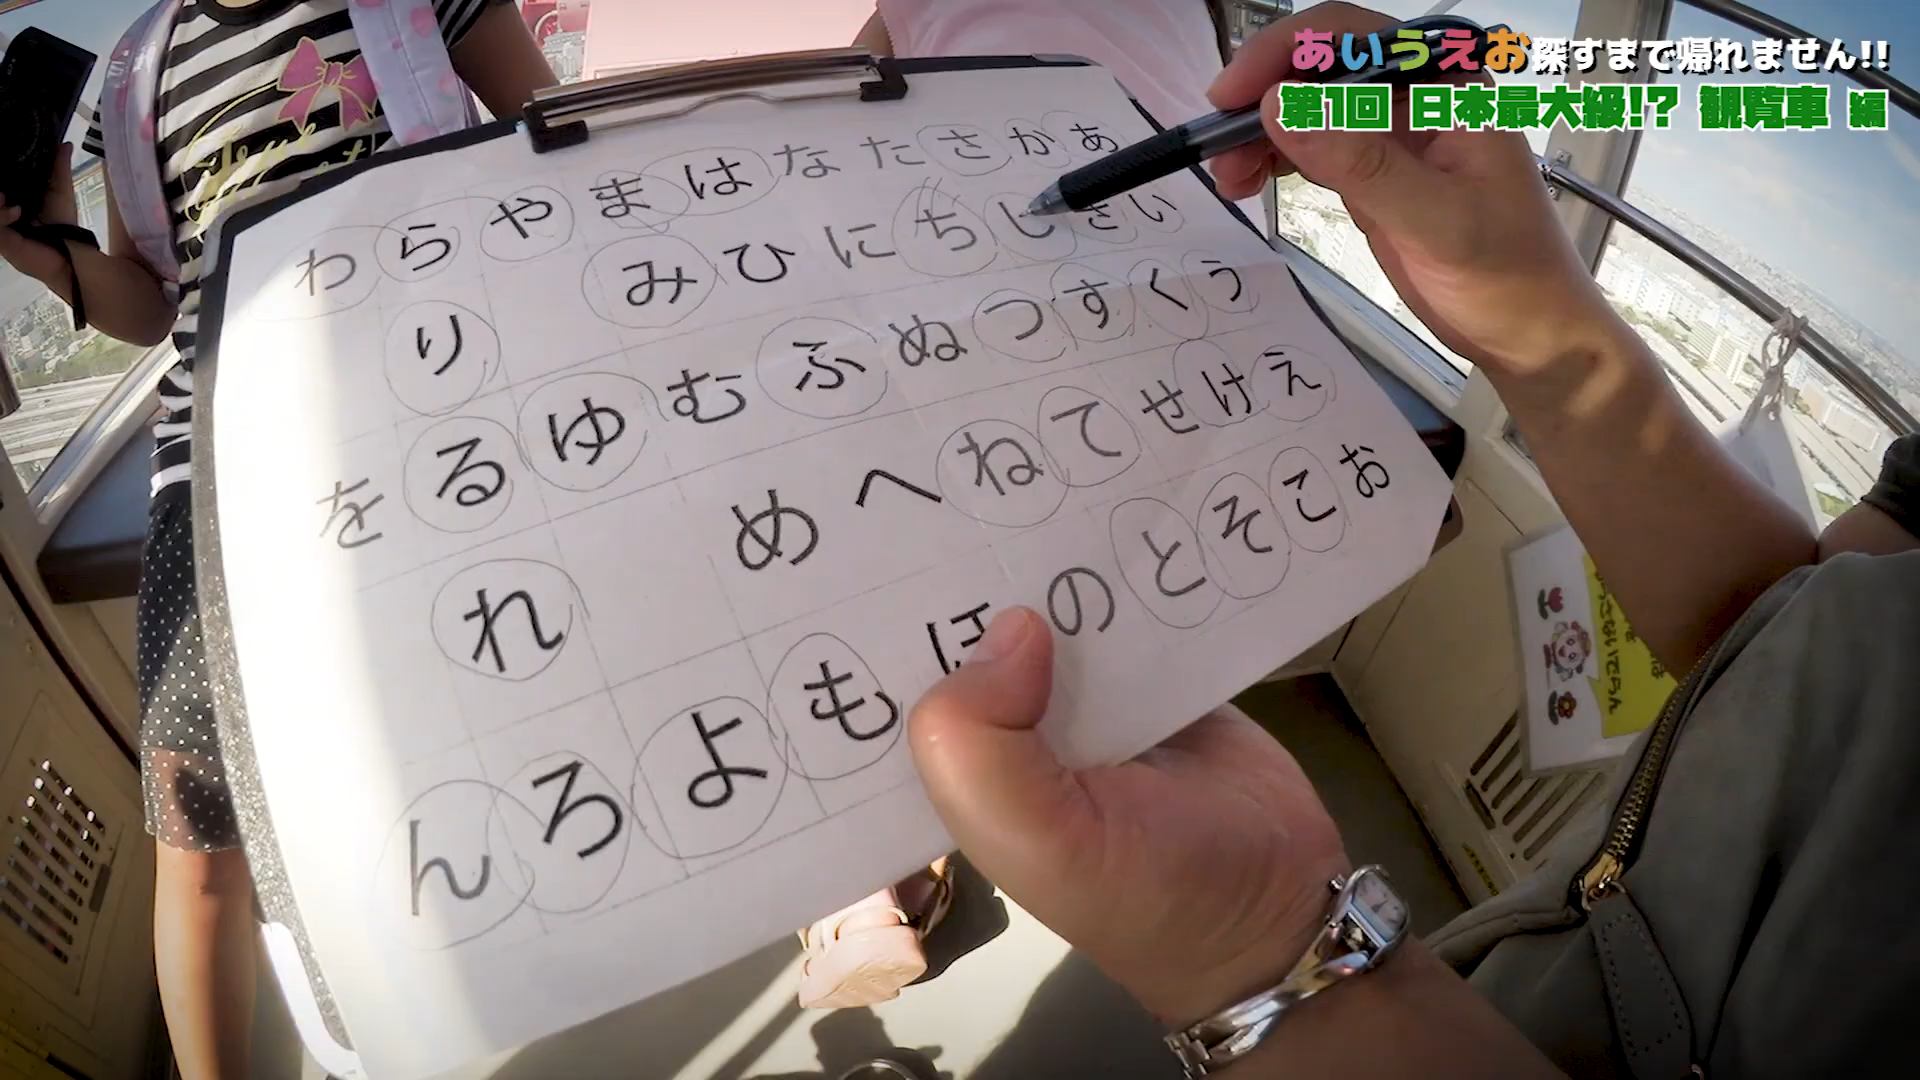 あいうえお探すまで帰れません!!
第1回 日本最大級!? 観覧車 編
わ ら や ま は な た さ か あ
り み ひ に ち し き い
を る ゆ む ふ ぬ つ す く う
れ め へ ね て せ け え
ん ろ よ も ほ の と そ こ お